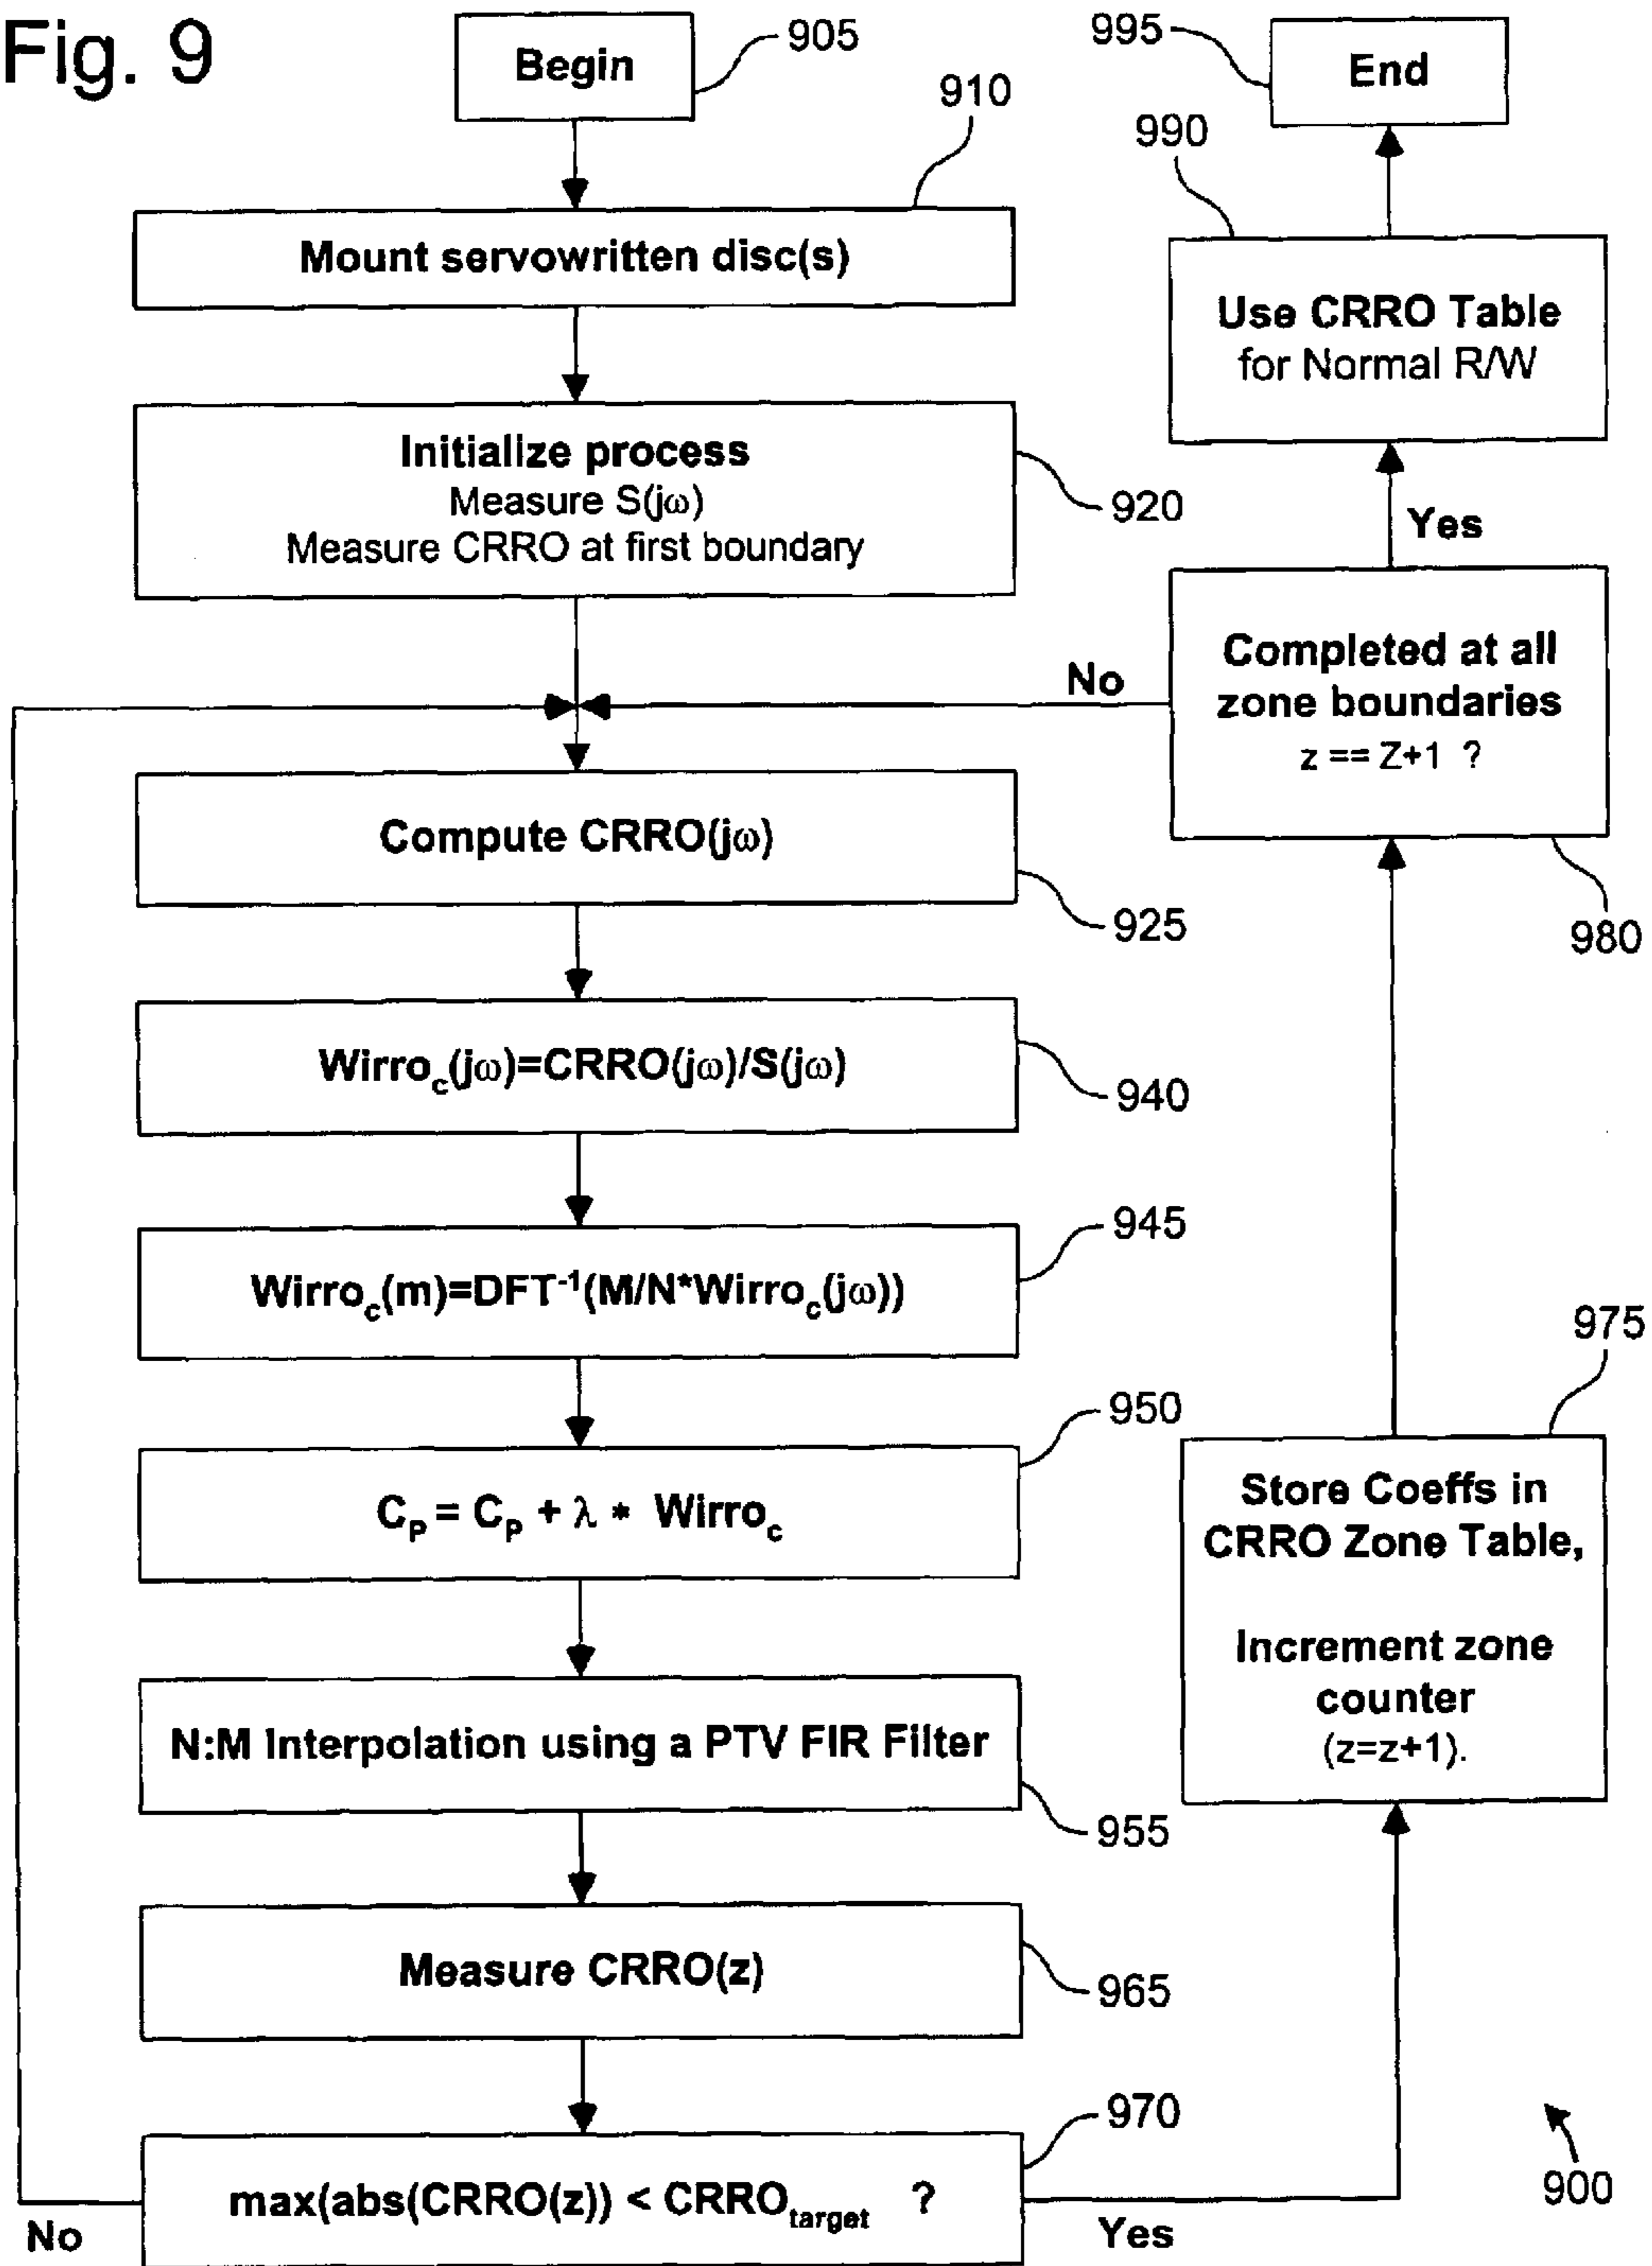 Fig. 9
Begin
905
910
Mount servowritten disc(s)
Initialize process
Measure S(jω)
Measure CRRO at first boundary
920
Compute CRRO(jω)
925
Wirro_c(jω)=CRRO(jω)/S(jω)
940
Wirro_c(m)=DFT⁻¹(M/N*Wirro_c(jω))
945
C_P = C_P + λ * Wirro_c
950
N:M Interpolation using a PTV FIR Filter
955
Measure CRRO(z)
965
max(abs(CRRO(z)) < CRRO_target ?
970
No
Yes
Store Coeffs in
CRRO Zone Table,
Increment zone
counter
(z=z+1).
975
Completed at all
zone boundaries
z == Z+1 ?
980
No
Yes
Use CRRO Table
for Normal R/W
990
End
995
900